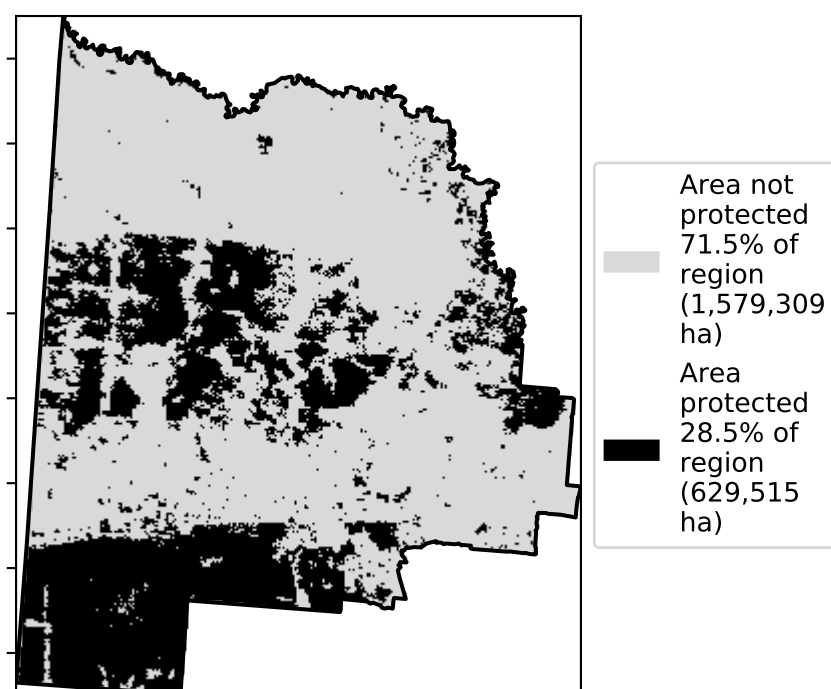 Area not
protected
71.5% of
region
(1,579,309
ha)
Area
protected
28.5% of
region
(629,515
ha)